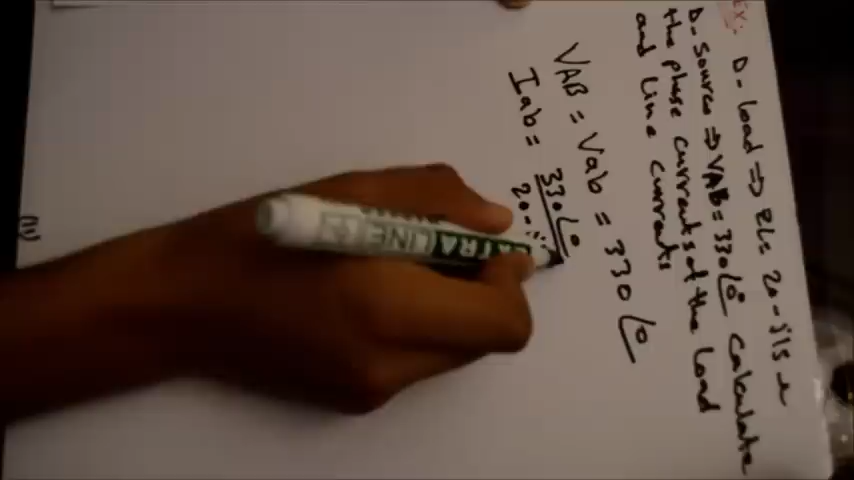 EX:
D-load ⇒ ZL= 20-j15 Ω
D-source ⇒ VAB = 330∠0° calculate
the phase currents of the load
and line currents
VAB = Vab = 330∠0
Iab = 330∠0
20-
EXTRA LINE